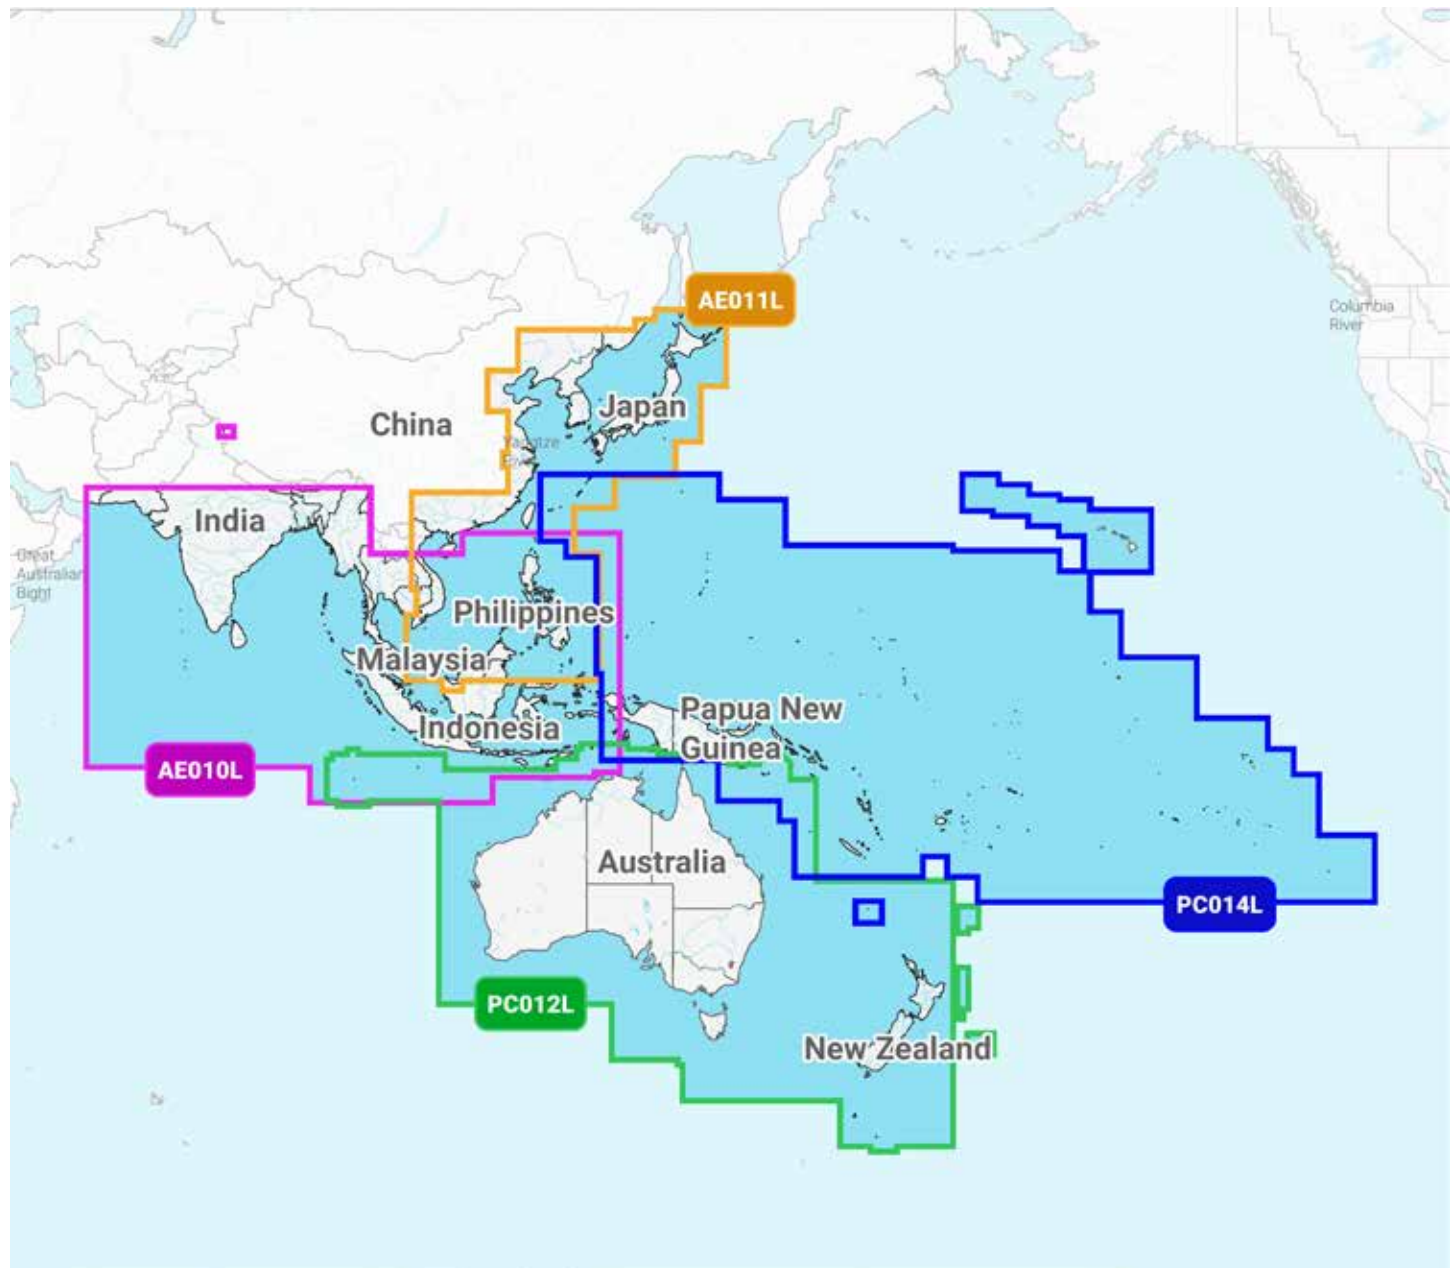 AE011L
Columbia
River
Japan
China
Yangtze
India
Great
Australian
Bight
Philippines
Malaysia
Papua New
Guinea
Indonesia
AE010L
Australia
PC014L
PC012L
New Zealand